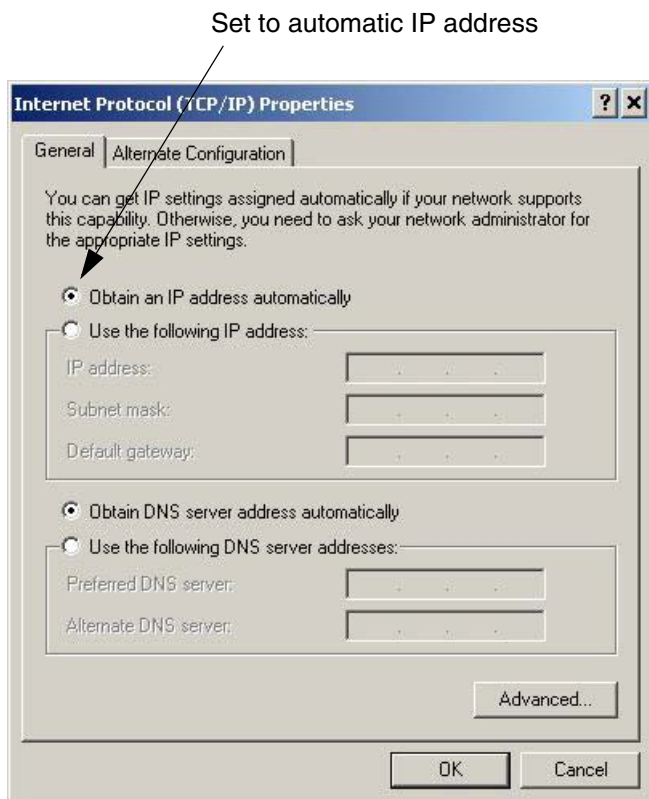 Set to automatic IP address
Internet Protocol (TCP/IP) Properties
General
Alternate Configuration
You can get IP settings assigned automatically if your network supports
this capability. Otherwise, you need to ask your network administrator for
the appropriate IP settings.
Obtain an IP address automatically
Use the following IP address:
IP address:
Subnet mask:
Default gateway:
Obtain DNS server address automatically
Use the following DNS server addresses:
Preferred DNS server:
Alternate DNS server:
Advanced...
OK
Cancel